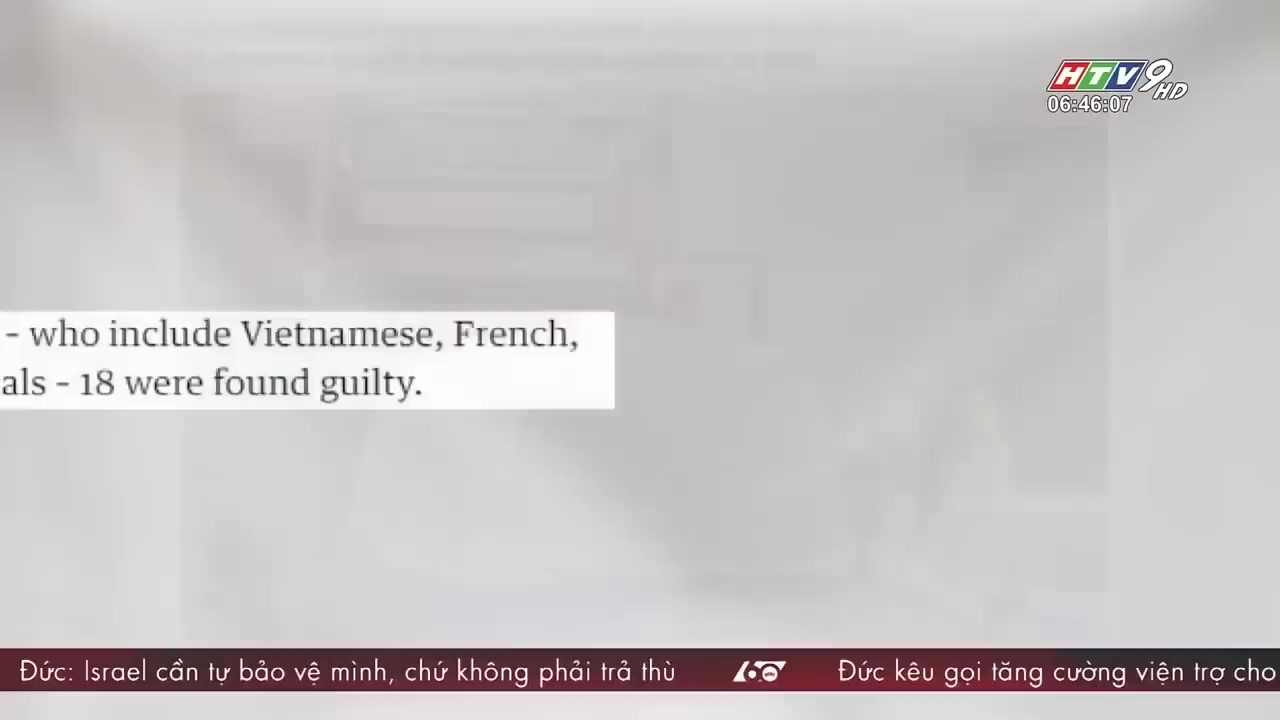 HTV9 HD
06:46:07
- who include Vietnamese, French,
als - 18 were found guilty.
Đức: Israel cần tự bảo vệ mình, chứ không phải trả thù
Đức kêu gọi tăng cường viện trợ cho